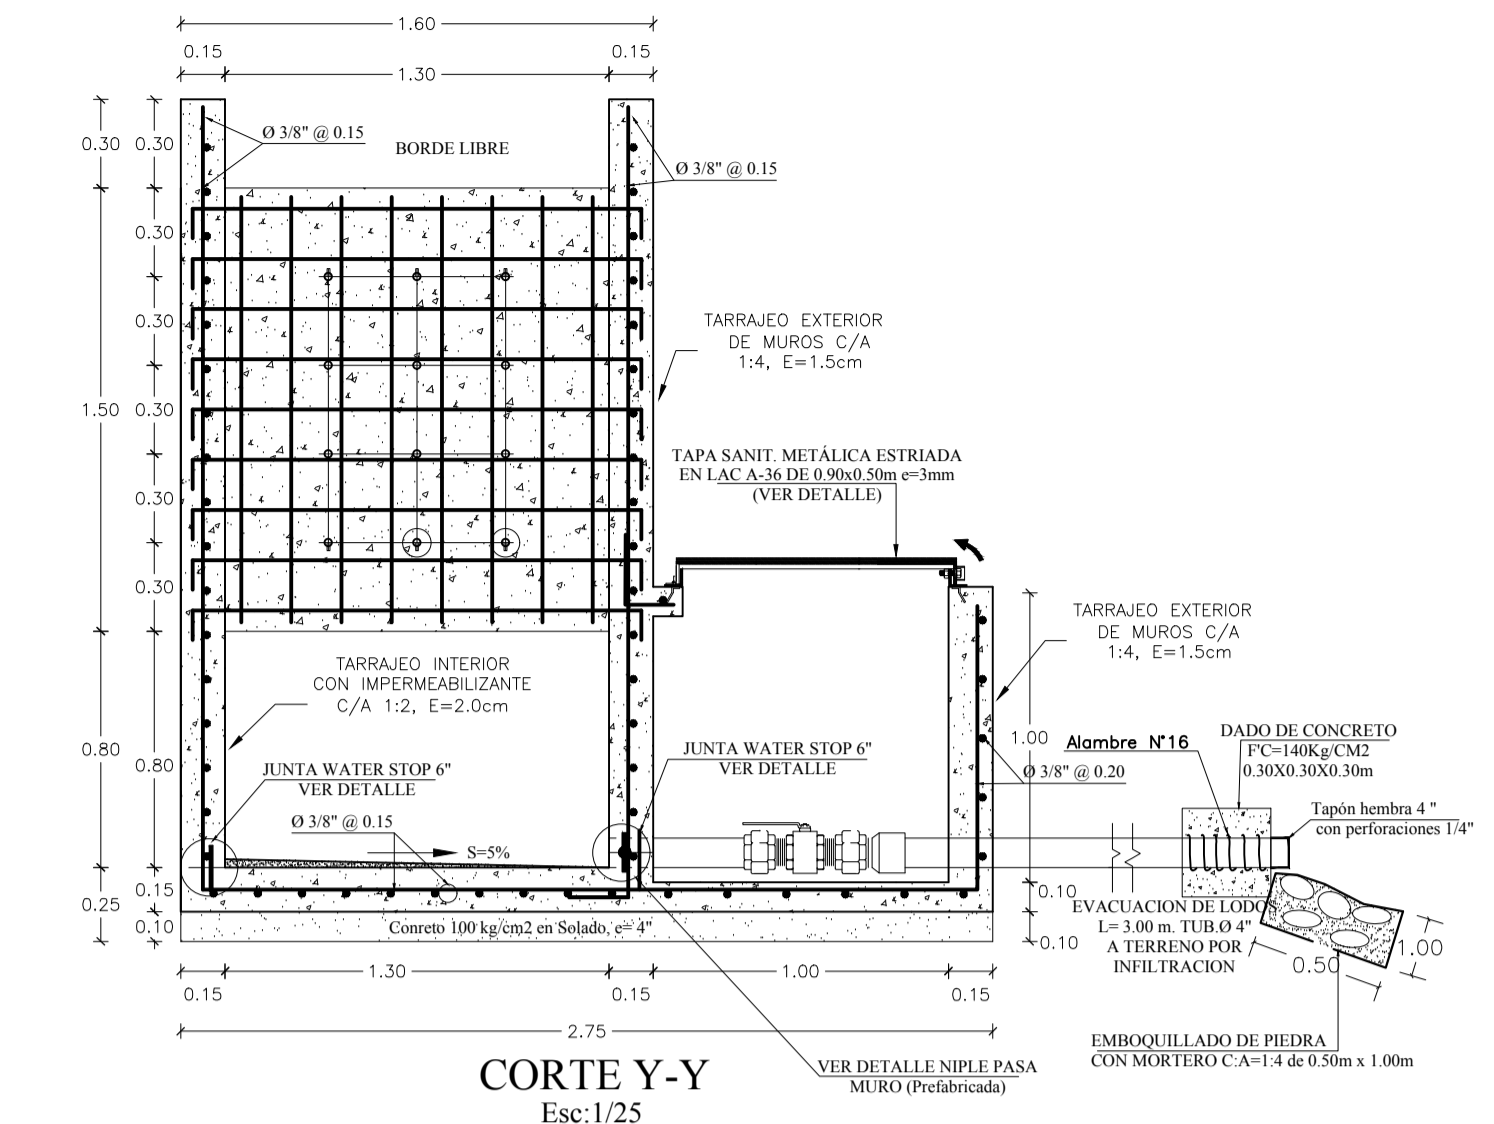 1.60
0.15
0.15
1.30
0.30
0.30
Ø 3/8" @ 0.15
BORDE LIBRE
Ø 3/8" @ 0.15
0.30
0.30
1.50
0.30
0.30
0.30
TARRAJEO EXTERIOR
DE MUROS C/A
1:4, E=1.5cm
TAPA SANIT. METÁLICA ESTRIADA
EN LAC A-36 DE 0.90x0.50m e=3mm
(VER DETALLE)
TARRAJEO EXTERIOR
DE MUROS C/A
1:4, E=1.5cm
TARRAJEO INTERIOR
CON IMPERMEABILIZANTE
C/A 1:2, E=2.0cm
0.80
0.80
JUNTA WATER STOP 6"
VER DETALLE
JUNTA WATER STOP 6"
VER DETALLE
1.00
Alambre N°16
Ø 3/8" @ 0.20
DADO DE CONCRETO
F'C=140Kg/CM2
0.30X0.30X0.30m
Tapón hembra 4 "
con perforaciones 1/4"
Ø 3/8" @ 0.15
S=5%
0.15
0.25
0.10
0.10
0.10
Conreto 100 kg/cm2 en Solado, e= 4"
EVACUACION DE LODO
L= 3.00 m. TUB.Ø 4"
A TERRENO POR
INFILTRACION
0.50
1.00
1.30
1.00
0.15
0.15
0.15
2.75
EMBOQUILLADO DE PIEDRA
CON MORTERO C:A=1:4 de 0.50m x 1.00m
VER DETALLE NIPLE PASA
MURO (Prefabricada)
CORTE Y-Y
Esc:1/25